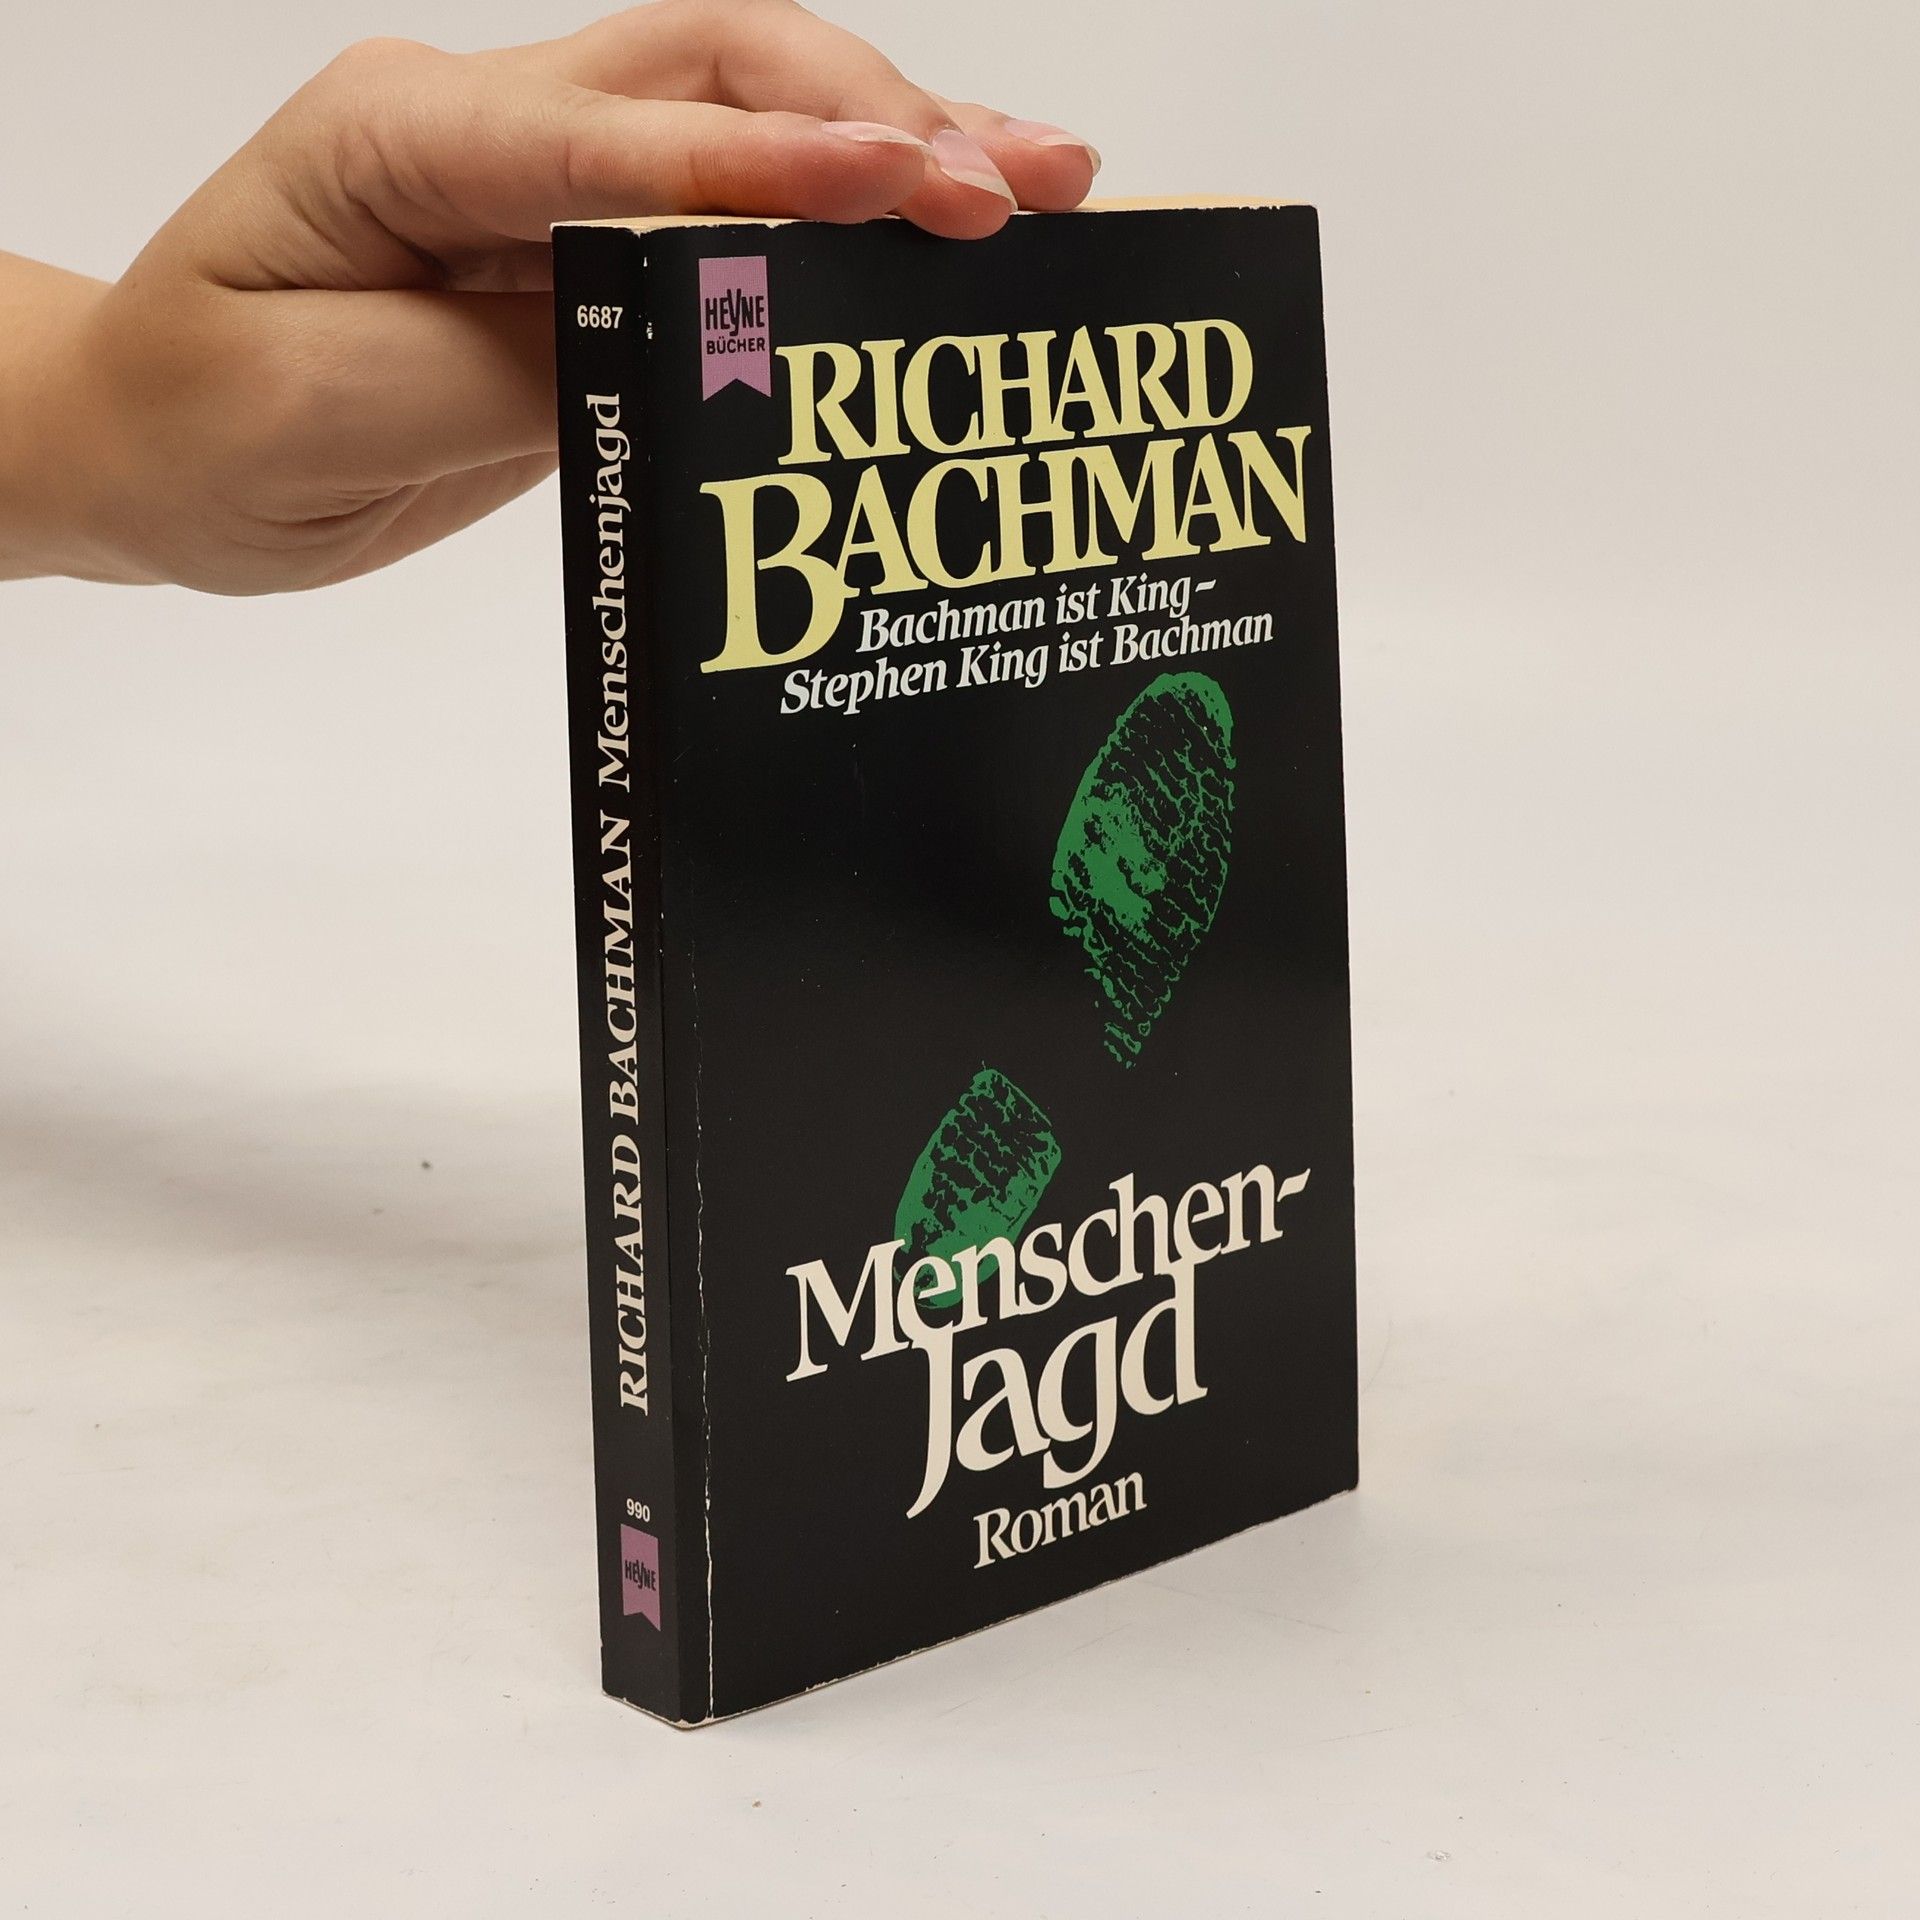 6687
RICHARD BACHMAN Menschenjagd
990
HEYNE
HEYNE
BÜCHER
RICHARD
BACHMAN
Bachman ist King –
Stephen King ist Bachman
Menschen-
Jagd
Roman